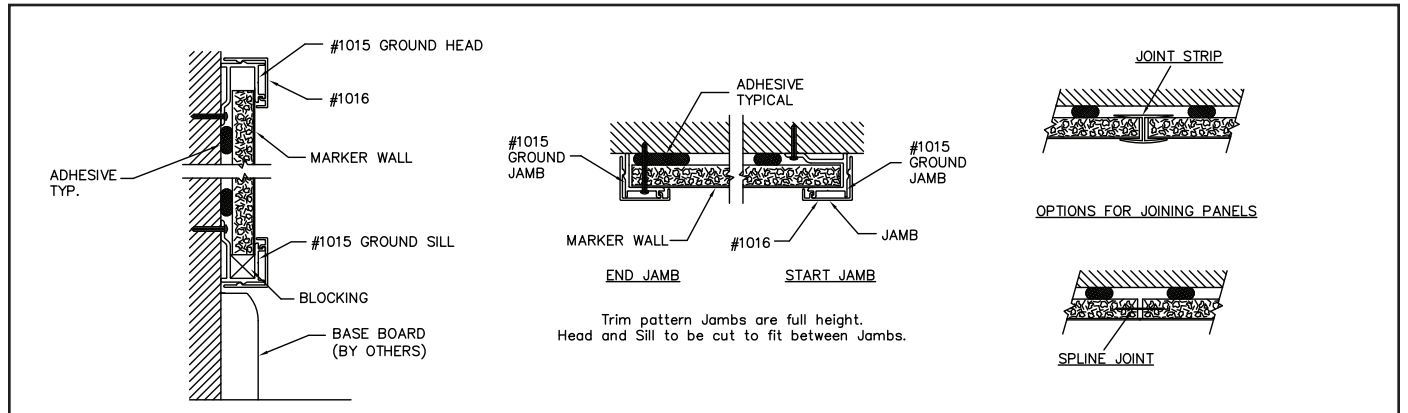 #1015 GROUND HEAD
#1016
MARKER WALL
ADHESIVE
TYP.
#1015 GROUND SILL
BLOCKING
BASE BOARD
(BY OTHERS)
ADHESIVE
TYPICAL
#1015
GROUND
JAMB
#1015
GROUND
JAMB
MARKER WALL
#1016
JAMB
END JAMB
START JAMB
Trim pattern Jambs are full height.
Head and Sill to be cut to fit between Jambs.
JOINT STRIP
OPTIONS FOR JOINING PANELS
SPLINE JOINT